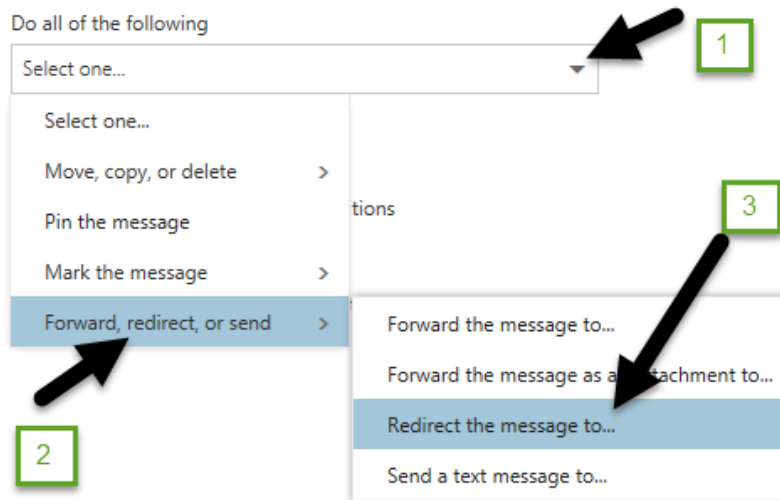 Do all of the following
1
Select one...
Select one...
Move, copy, or delete
tions
3
Pin the message
Mark the message
Forward, redirect, or send
Forward the message to...
Forward the message as a to...
Redirect the message to...
2
Send a text message to...